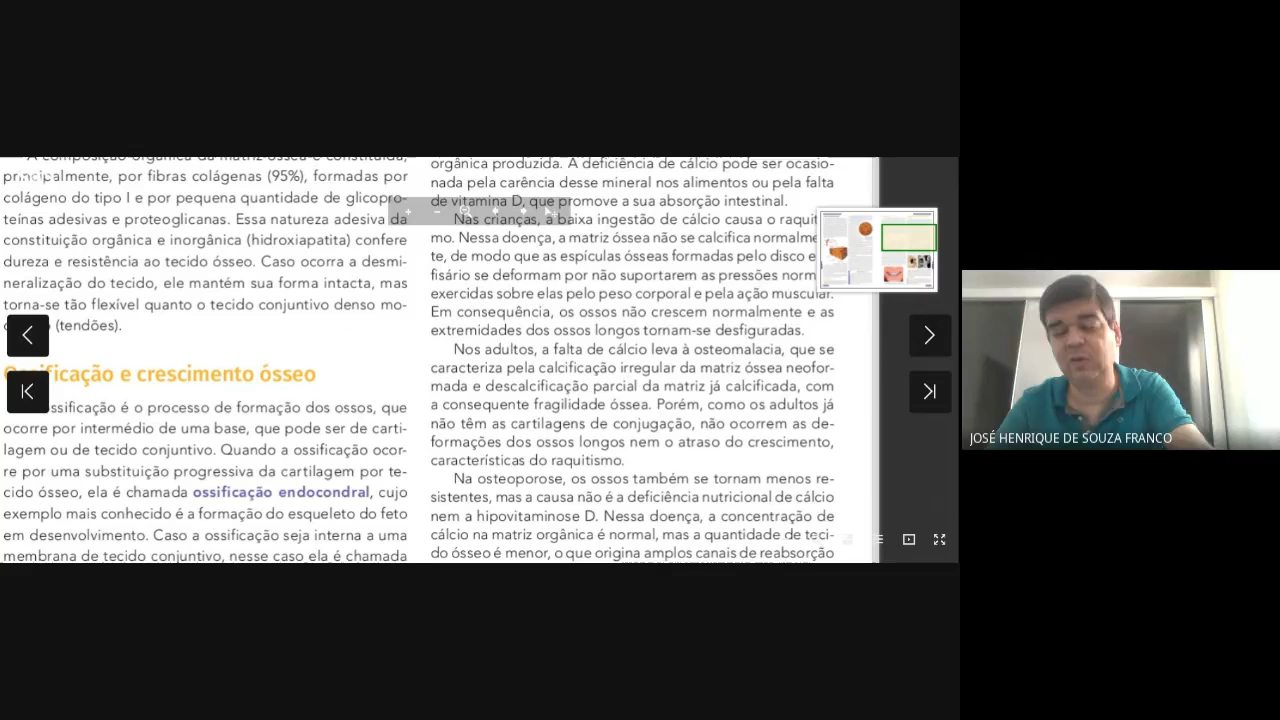 A composição orgânica da matriz óssea é constituída,
principalmente, por fibras colágenas (95%), formadas por
colágeno do tipo I e por pequena quantidade de glicopro-
teínas adesivas e proteoglicanas. Essa natureza adesiva da
constituição orgânica e inorgânica (hidroxiapatita) confere
dureza e resistência ao tecido ósseo. Caso ocorra a desmi-
neralização do tecido, ele mantém sua forma intacta, mas
torna-se tão flexível quanto o tecido conjuntivo denso mo-
(tendões).
Ossificação e crescimento ósseo
ssificação é o processo de formação dos ossos, que
ocorre por intermédio de uma base, que pode ser de carti-
lagem ou de tecido conjuntivo. Quando a ossificação ocor-
re por uma substituição progressiva da cartilagem por te-
cido ósseo, ela é chamada ossificação endocondral, cujo
exemplo mais conhecido é a formação do esqueleto do feto
em desenvolvimento. Caso a ossificação seja interna a uma
membrana de tecido conjuntivo, nesse caso ela é chamada
orgânica produzida. A deficiência de cálcio pode ser ocasio-
nada pela carência desse mineral nos alimentos ou pela falta
de vitamina D, que promove a sua absorção intestinal.
Nas crianças, a baixa ingestão de cálcio causa o raquit
mo. Nessa doença, a matriz óssea não se calcifica normalme
te, de modo que as espículas ósseas formadas pelo disco e
fisário se deformam por não suportarem as pressões norm
exercidas sobre elas pelo peso corporal e pela ação muscular.
Em consequência, os ossos não crescem normalmente e as
extremidades dos ossos longos tornam-se desfiguradas.
Nos adultos, a falta de cálcio leva à osteomalacia, que se
caracteriza pela calcificação irregular da matriz óssea neofor-
mada e descalcificação parcial da matriz já calcificada, com
a consequente fragilidade óssea. Porém, como os adultos já
não têm as cartilagens de conjugação, não ocorrem as de-
formações dos ossos longos nem o atraso do crescimento,
características do raquitismo.
Na osteoporose, os ossos também se tornam menos re-
sistentes, mas a causa não é a deficiência nutricional de cálcio
nem a hipovitaminose D. Nessa doença, a concentração de
cálcio na matriz orgânica é normal, mas a quantidade de teci-
do ósseo é menor, o que origina amplos canais de reabsorção
JOSÉ HENRIQUE DE SOUZA FRANCO